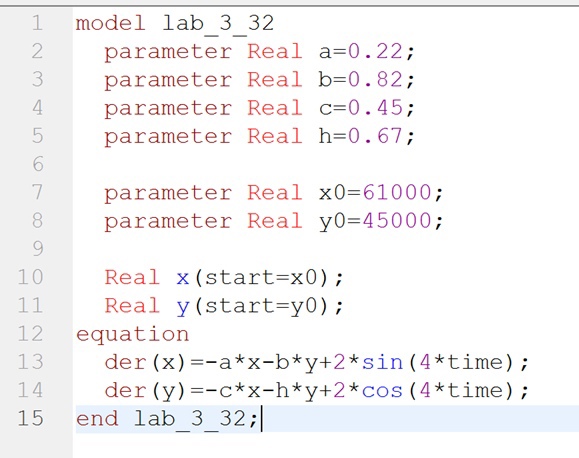 1 model lab_3_32
2   parameter Real a=0.22;
3   parameter Real b=0.82;
4   parameter Real c=0.45;
5   parameter Real h=0.67;
6
7   parameter Real x0=61000;
8   parameter Real y0=45000;
9
10   Real x(start=x0);
11   Real y(start=y0);
12 equation
13   der(x)=-a*x-b*y+2*sin(4*time);
14   der(y)=-c*x-h*y+2*cos(4*time);
15 end lab_3_32;